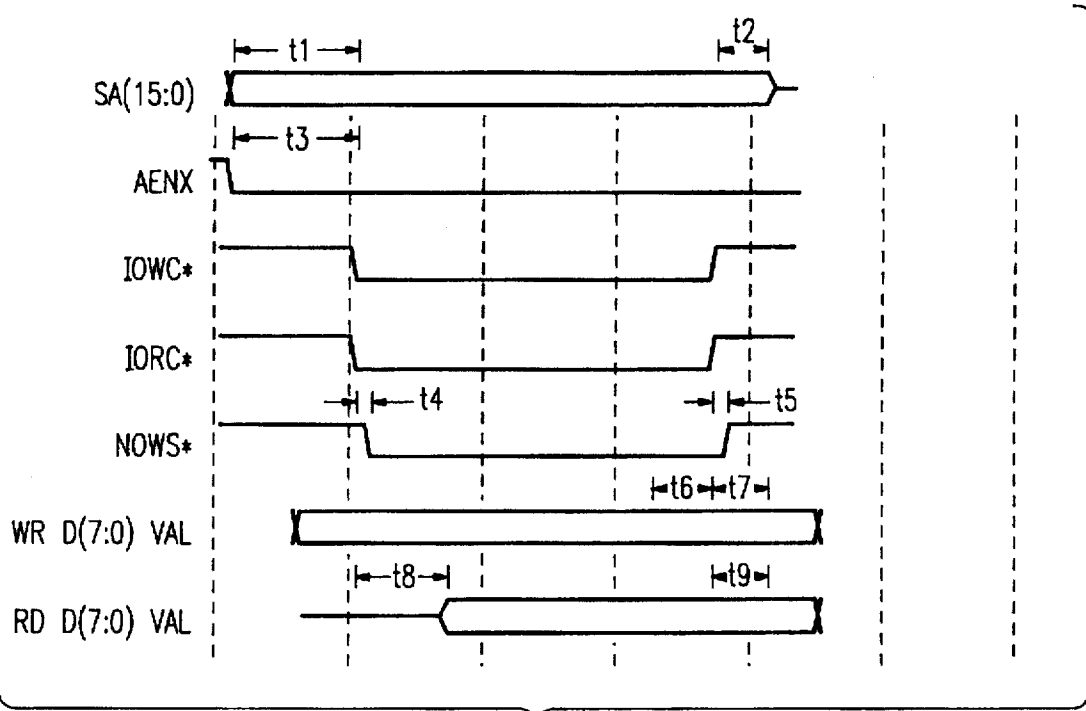 t1
t2
SA(15:0)
t3
AENX
IOWC*
IORC*
t4
t5
NOWS*
t6
t7
WR D(7:0) VAL
t8
t9
RD D(7:0) VAL